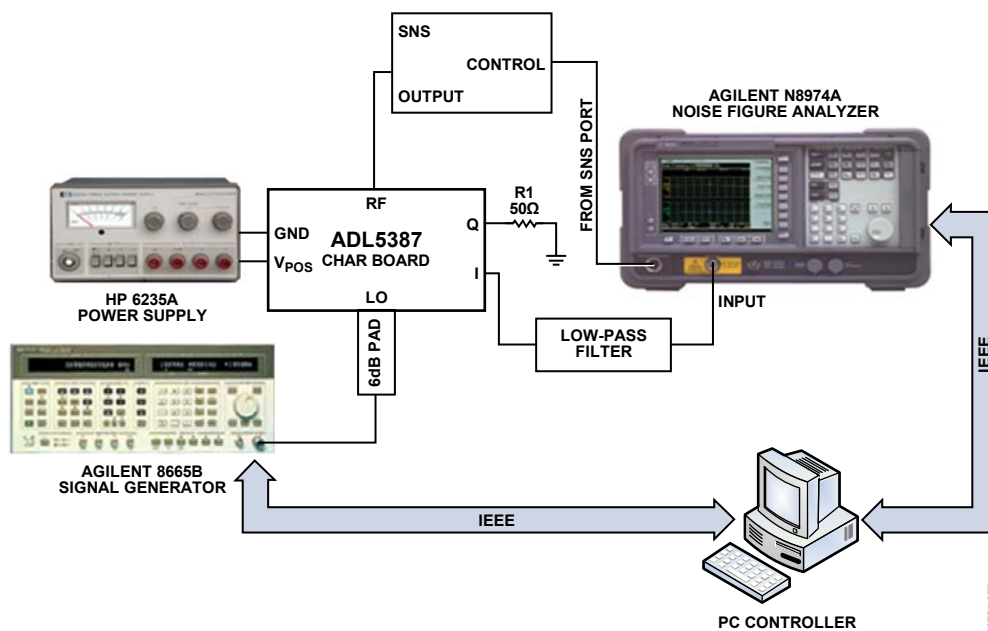 SNS
CONTROL
OUTPUT
AGILENT N8974A
NOISE FIGURE ANALYZER
FROM SNS PORT
RF
R1
50Ω
GND
ADL5387
CHAR BOARD
Q
VPOS
I
LO
INPUT
HP 6235A
POWER SUPPLY
6dB PAD
LOW-PASS
FILTER
IEEE
AGILENT 8665B
SIGNAL GENERATOR
IEEE
PC CONTROLLER